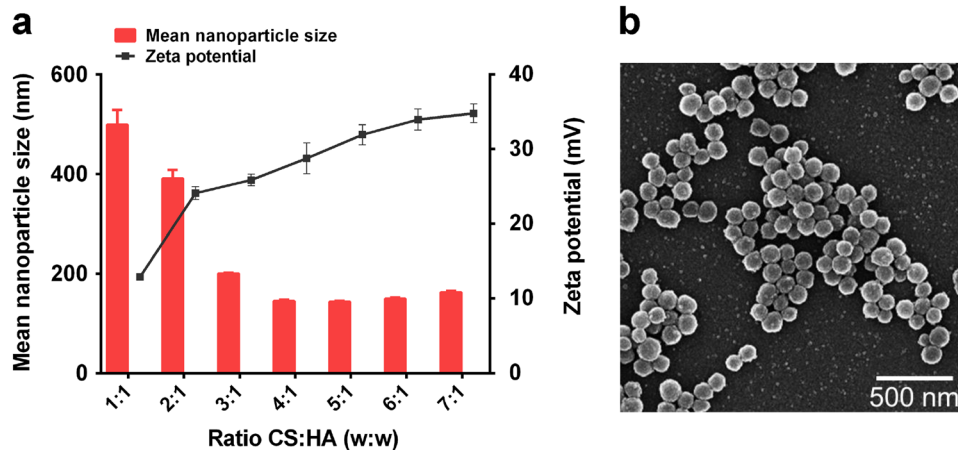 a
Mean nanoparticle size
Zeta potential
Mean nanoparticle size (nm)
600
400
200
0
40
30
20
10
0
Zeta potential (mV)
1:1 2:1 3:1 4:1 5:1 6:1 7:1
Ratio CS:HA (w:w)
b
500 nm